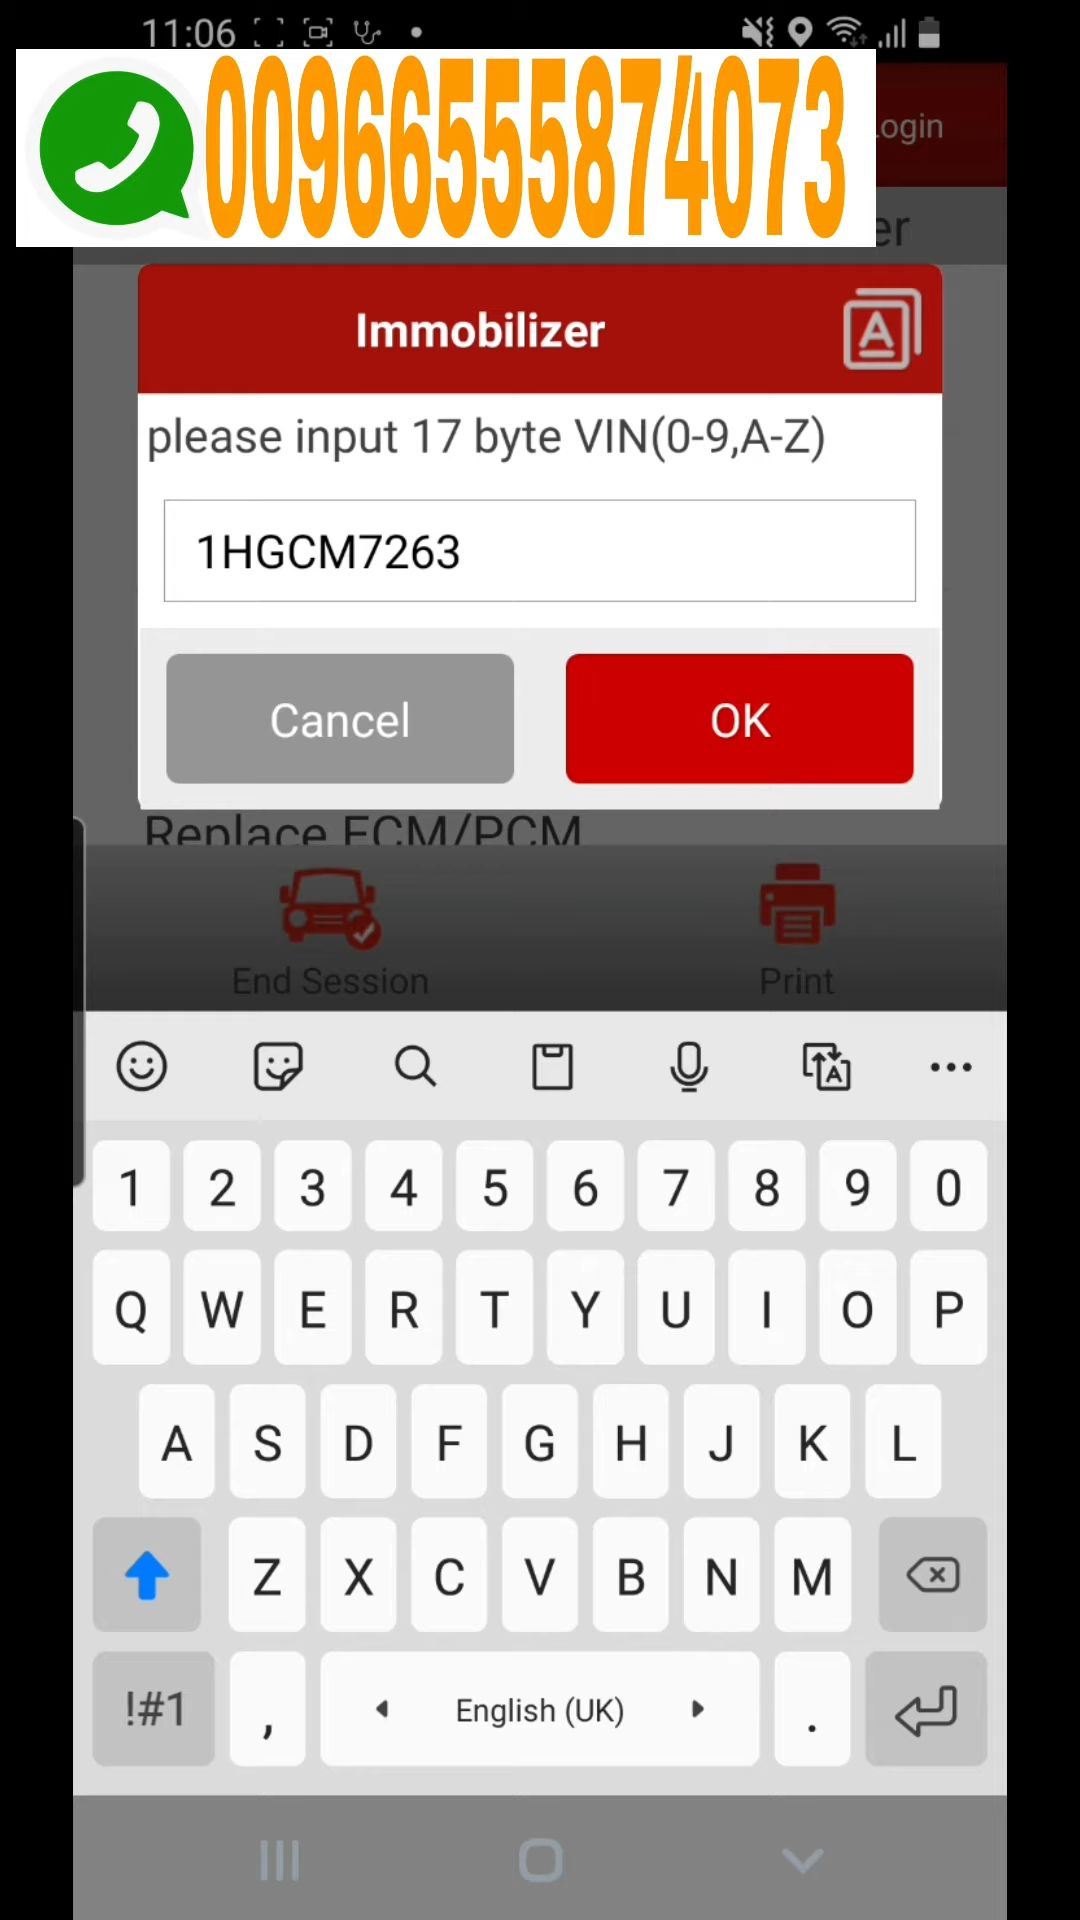 11:06
00966555874073
Login
er
Immobilizer
A
please input 17 byte VIN(0-9,A-Z)
1HGCM7263
Cancel
OK
Replace ECM/PCM
End Session
Print
1 2 3 4 5 6 7 8 9 0
Q W E R T Y U I O P
A S D F G H J K L
Z X C V B N M
!#1 , English (UK) .